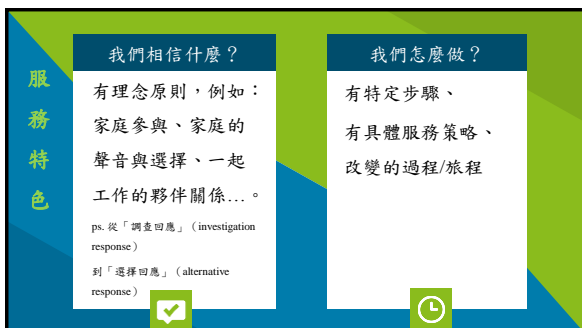 服
務
特
色
我們相信什麼？
有理念原則，例如：
家庭參與、家庭的
聲音與選擇、一起
工作的夥伴關係…。
ps. 從「調查回應」（investigation
response）
到「選擇回應」（alternative
response）
我們怎麼做？
有特定步驟、
有具體服務策略、
改變的過程/旅程